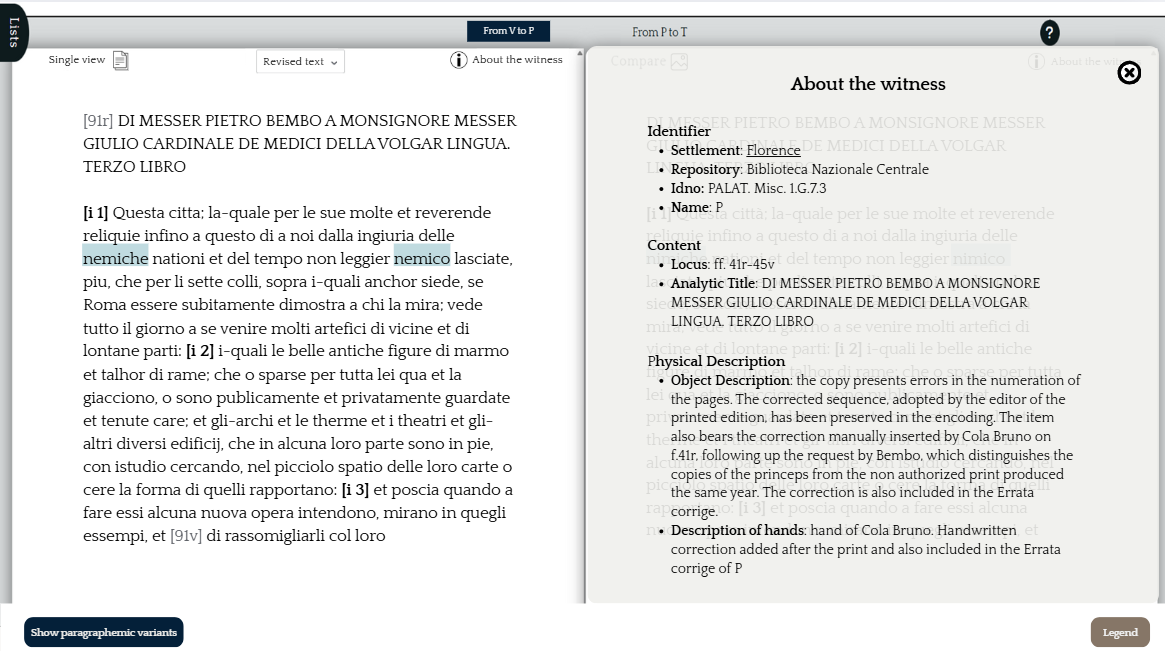 Lists
From V to P
From P to T
?
Single view
Revised text
About the witness
[91r] DI MESSER PIETRO BEMBO A MONSIGNORE MESSER
GIULIO CARDINALE DE MEDICI DELLA VOLGAR LINGUA.
TERZO LIBRO
[i 1] Questa citta; la-quale per le sue molte et reverende
reliquie infino a questo di a noi dalla ingiuria delle
nemiche nationi et del tempo non leggier nemico lasciate,
piu, che per li sette colli, sopra i-quali anchor siede, se
Roma essere subitamente dimostra a chi la mira; vede
tutto il giorno a se venire molti artefici di vicine et di
lontane parti: [i 2] i-quali le belle antiche figure di marmo
et talhor di rame; che o sparse per tutta lei qua et la
giacciono, o sono publicamente et privatamente guardate
et tenute care; et gli-archi et le therme et i theatri et gli-
altri diversi edificij, che in alcuna loro parte sono in pie,
con istudio cercando, nel picciolo spatio delle loro carte o
cere la forma di quelli rapportano: [i 3] et poscia quando a
fare essi alcuna nuova opera intendono, mirano in quegli
essempi, et [91v] di rassomigliarli col loro
Compare
About the witness
Identifier
• Settlement: Florence
• Repository: Biblioteca Nazionale Centrale
• Idno: PALAT. Misc. 1.G.7.3
• Name: P
Content
• Locus: ff. 41r-45v
• Analytic Title: DI MESSER PIETRO BEMBO A MONSIGNORE
MESSER GIULIO CARDINALE DE MEDICI DELLA VOLGAR
LINGUA. TERZO LIBRO
Physical Description
• Object Description: the copy presents errors in the numeration of
the pages. The corrected sequence, adopted by the editor of the
printed edition, has been preserved in the encoding. The item
also bears the correction manually inserted by Cola Bruno on
f.41r, following up the request by Bembo, which distinguishes the
copies of the princeps from the non authorized print produced
the same year. The correction is also included in the Errata
corrige.
• Description of hands: hand of Cola Bruno. Handwritten
correction added after the print and also included in the Errata
corrige of P
Show paragraphemic variants
Legend